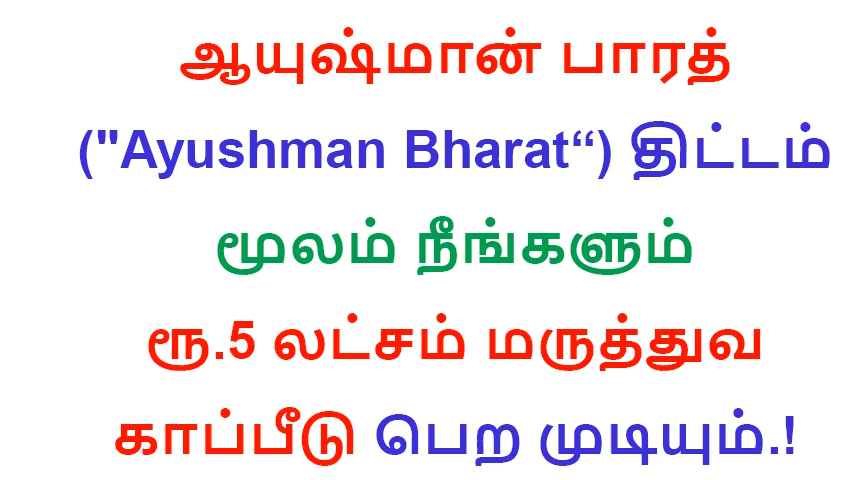 ஆயுஷ்மான் பாரத்
("Ayushman Bharat“) திட்டம்
மூலம் நீங்களும்
ரூ.5 லட்சம் மருத்துவ
காப்பீடு பெற முடியும்.!